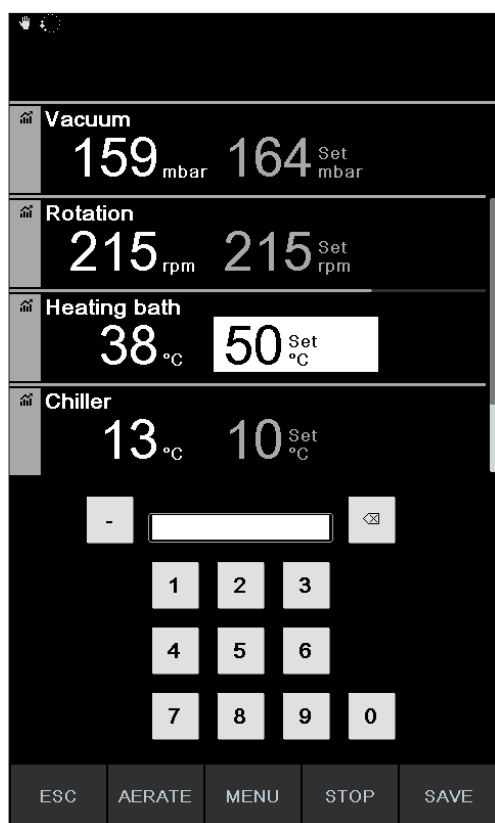 Vacuum
159 mbar 164 Set mbar
Rotation
215 rpm 215 Set rpm
Heating bath
38 °C 50 Set °C
Chiller
13 °C 10 Set °C
-
1 2 3
4 5 6
7 8 9 0
ESC AERATE MENU STOP SAVE